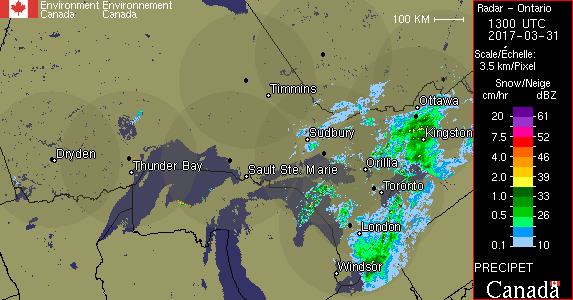 Environment Environnement
Canada Canada
100 KM
Radar - Ontario
1300 UTC
2017-03-31
Scale/Échelle:
3.5 km/Pixel
Snow/Neige
cm/hr dBZ
20 61
7.5 52
4.0 46
2.0 39
1.0 33
0.5 26
0.1 10
PRECIPET
Canada
Timmins
Ottawa
Sudbury
Kingston
Dryden
Thunder Bay
Sault Ste. Marie
Orillia
Toronto
London
Windsor